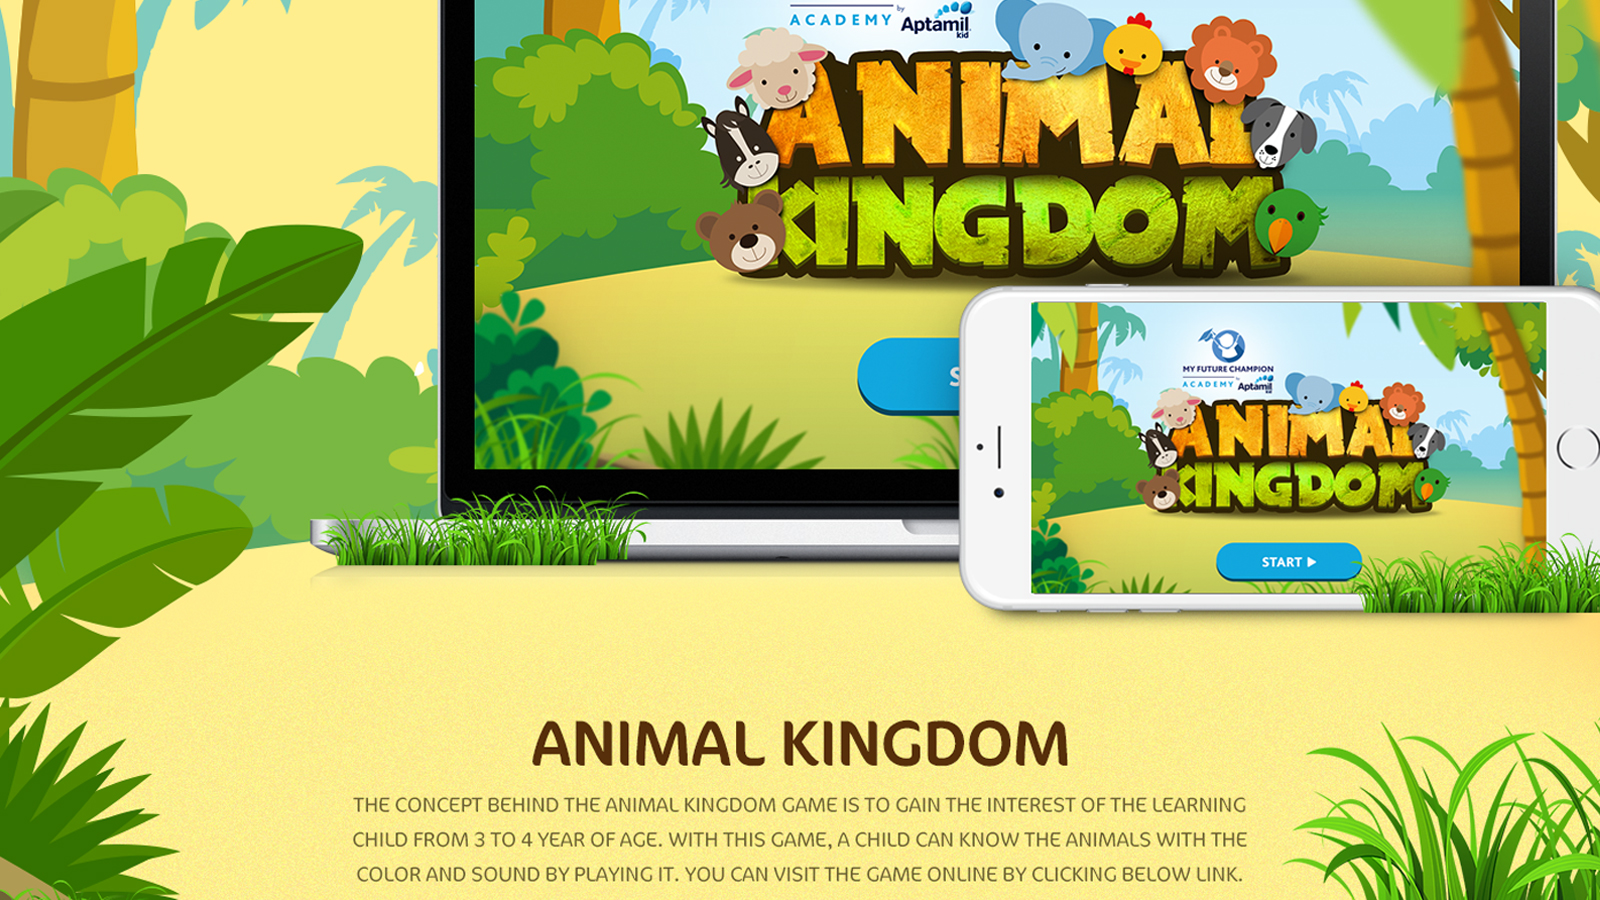 ACADEMY by Aptamil kid
ANIMAL
KINGDOM
S
MY FUTURE CHAMPION
ACADEMY by Aptamil kid
ANIMAL
KINGDOM
START
ANIMAL KINGDOM
THE CONCEPT BEHIND THE ANIMAL KINGDOM GAME IS TO GAIN THE INTEREST OF THE LEARNING
CHILD FROM 3 TO 4 YEAR OF AGE. WITH THIS GAME, A CHILD CAN KNOW THE ANIMALS WITH THE
COLOR AND SOUND BY PLAYING IT. YOU CAN VISIT THE GAME ONLINE BY CLICKING BELOW LINK.